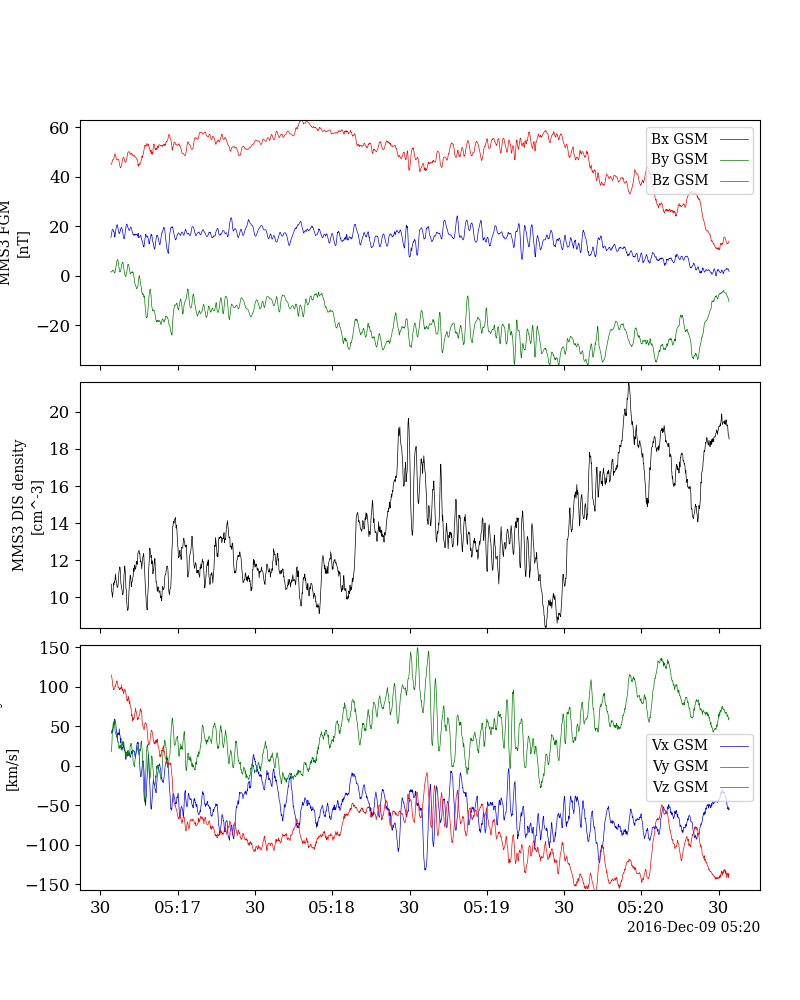 60
40
20
0
−20
MMS3 FGM
[nT]
Bx GSM
By GSM
Bz GSM
20
18
16
14
12
10
MMS3 DIS density
[cm^-3]
150
100
50
0
−50
−100
−150
[km/s]
Vx GSM
Vy GSM
Vz GSM
30 05:17 30 05:18 30 05:19 30 05:20 30
2016-Dec-09 05:20